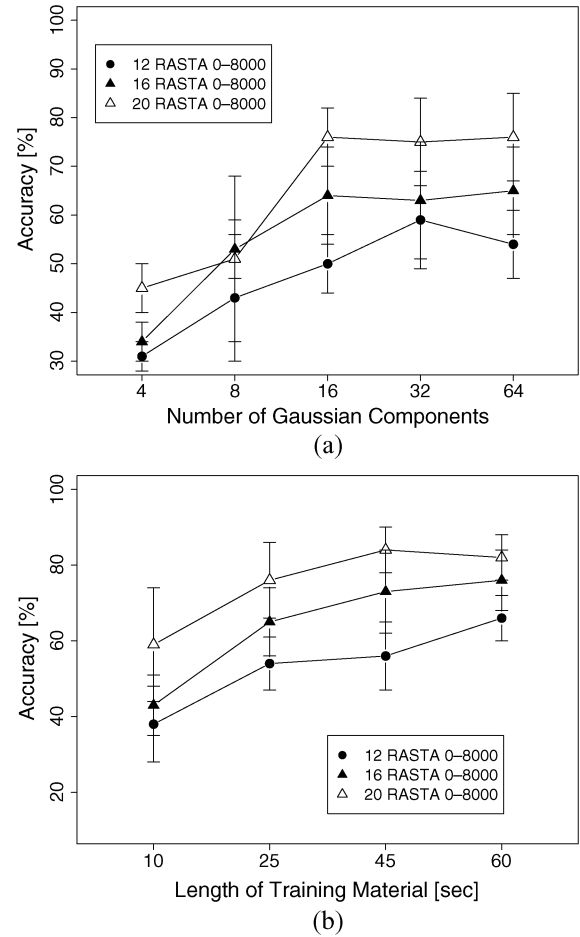 100
90
80
70
60
50
40
30
Accuracy [%]
12 RASTA 0–8000
16 RASTA 0–8000
20 RASTA 0–8000
4 8 16 32 64
Number of Gaussian Components
(a)
100
80
60
40
20
Accuracy [%]
12 RASTA 0–8000
16 RASTA 0–8000
20 RASTA 0–8000
10 25 45 60
Length of Training Material [sec]
(b)